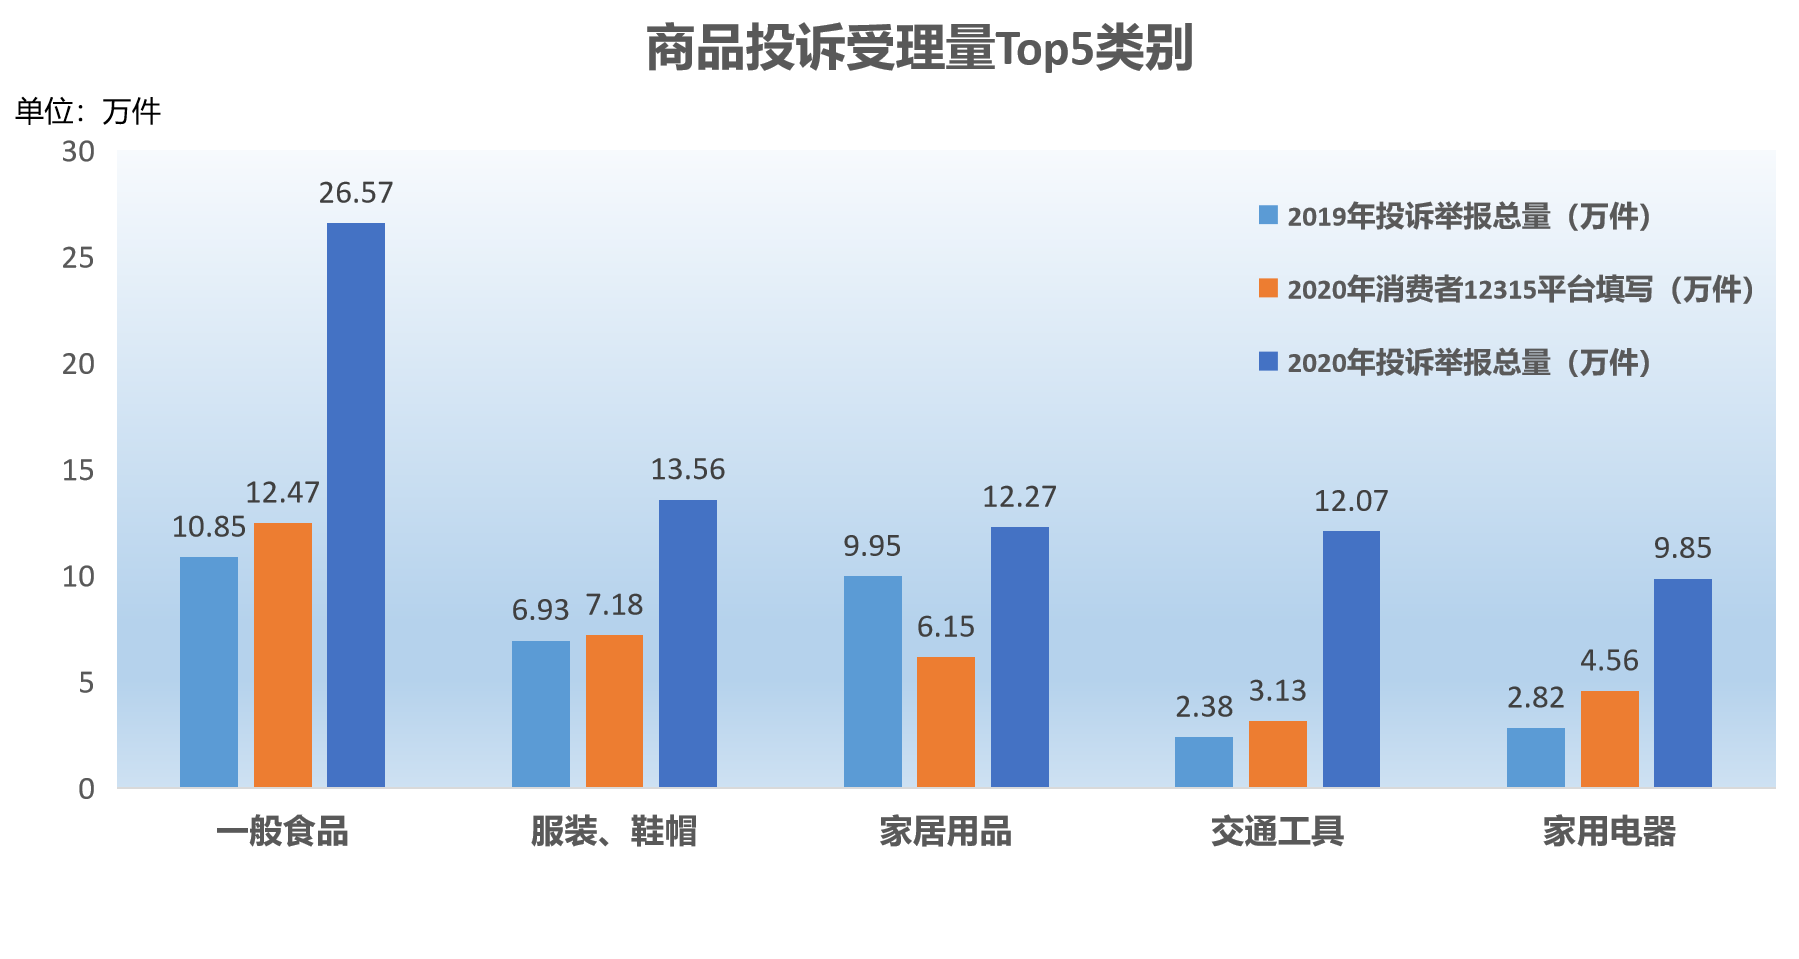 商品投诉受理量Top5类别
单位：万件
30
25
20
15
10
5
0
2019年投诉举报总量（万件）
2020年消费者12315平台填写（万件）
2020年投诉举报总量（万件）
10.85
12.47
26.57
6.93
7.18
13.56
9.95
6.15
12.27
2.38
3.13
12.07
2.82
4.56
9.85
一般食品
服装、鞋帽
家居用品
交通工具
家用电器